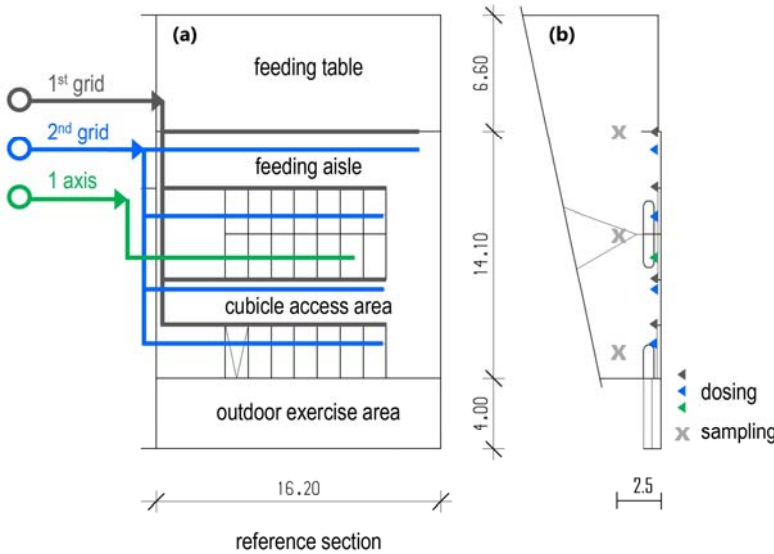 (a)
(b)
feeding table
1st grid
2nd grid
feeding aisle
1 axis
cubicle access area
outdoor exercise area
6.60
14.10
4.00
X
X
X
dosing
X sampling
16.20
2.5
reference section